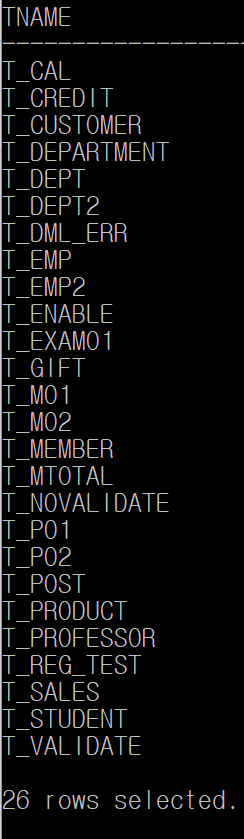 TNAME
--------------------
T_CAL
T_CREDIT
T_CUSTOMER
T_DEPARTMENT
T_DEPT
T_DEPT2
T_DML_ERR
T_EMP
T_EMP2
T_ENABLE
T_EXAM01
T_GIFT
T_M01
T_M02
T_MEMBER
T_MTOTAL
T_NOVALIDATE
T_P01
T_P02
T_POST
T_PRODUCT
T_PROFESSOR
T_REG_TEST
T_SALES
T_STUDENT
T_VALIDATE
26 rows selected.